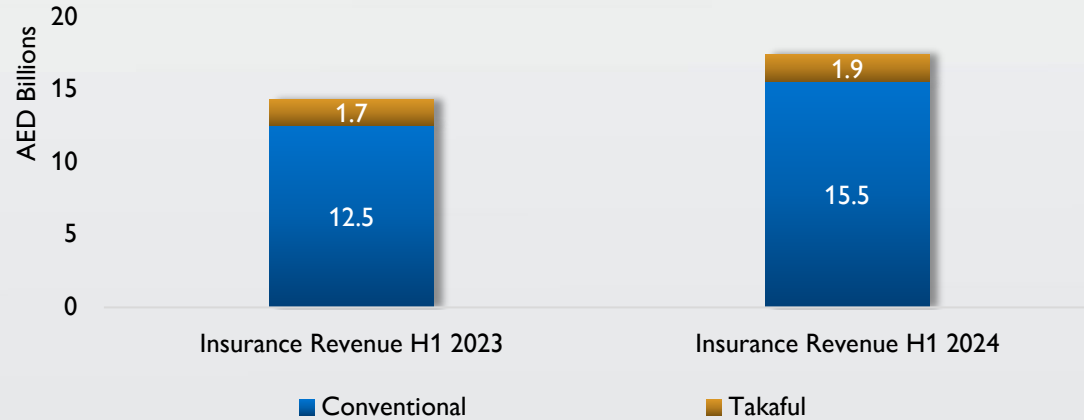 AED Billions
20
15
10
5
0
1.7
12.5
1.9
15.5
Insurance Revenue H1 2023
Insurance Revenue H1 2024
Conventional
Takaful